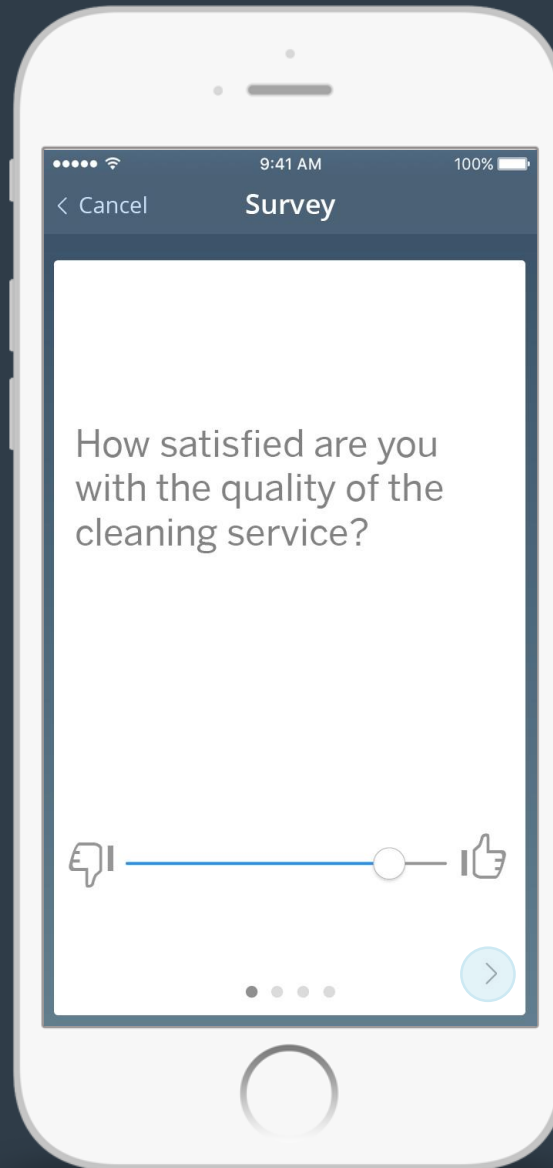 9:41 AM 100%
Cancel Survey
How satisfied are you
with the quality of the
cleaning service?